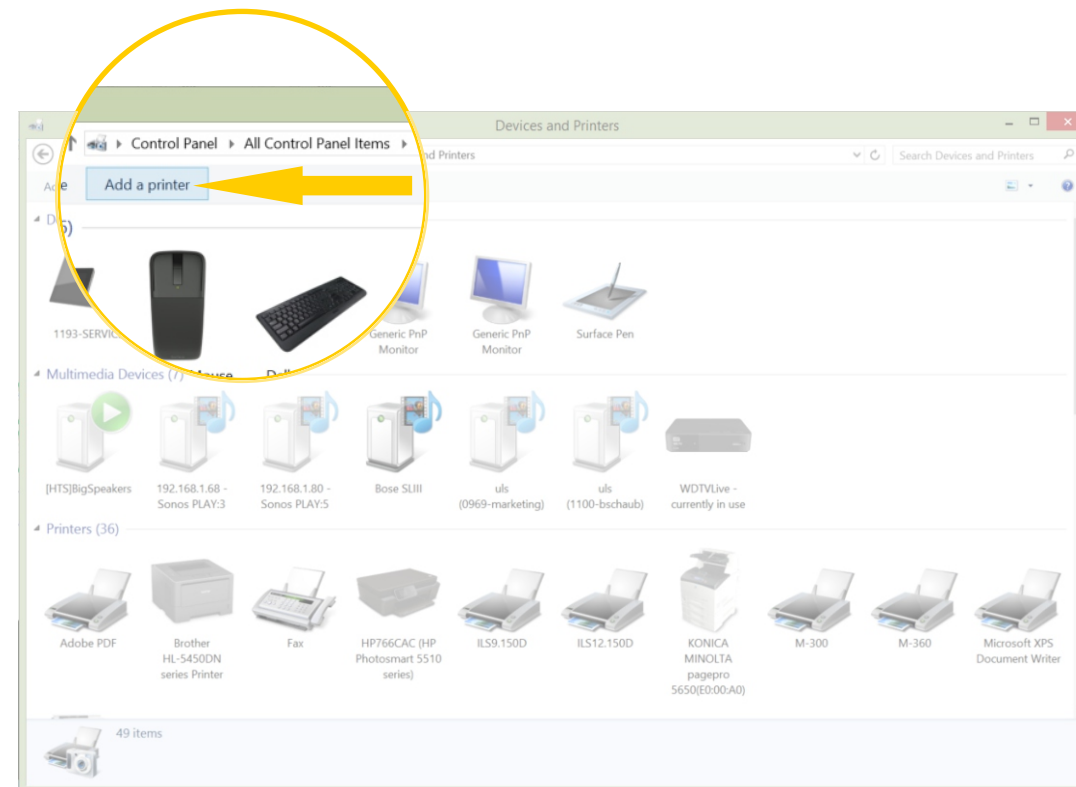 Devices and Printers
Control Panel All Control Panel Items
nd Printers
Search Devices and Printers
Add a printer
1193-SERVIC
Generic PnP
Monitor
Generic PnP
Monitor
Surface Pen
Multimedia Devices (7)
[HTS]BigSpeakers
192.168.1.68 -
Sonos PLAY:3
192.168.1.80 -
Sonos PLAY:5
Bose SLIII
uls
(0969-marketing)
uls
(1100-bschaub)
WDTVLive -
currently in use
Printers (36)
Adobe PDF
Brother
HL-5450DN
series Printer
Fax
HP766CAC (HP
Photosmart 5510
series)
ILS9.150D
ILS12.150D
KONICA
MINOLTA
pagepro
5650(E0:00:A0)
M-300
M-360
Microsoft XPS
Document Writer
49 items